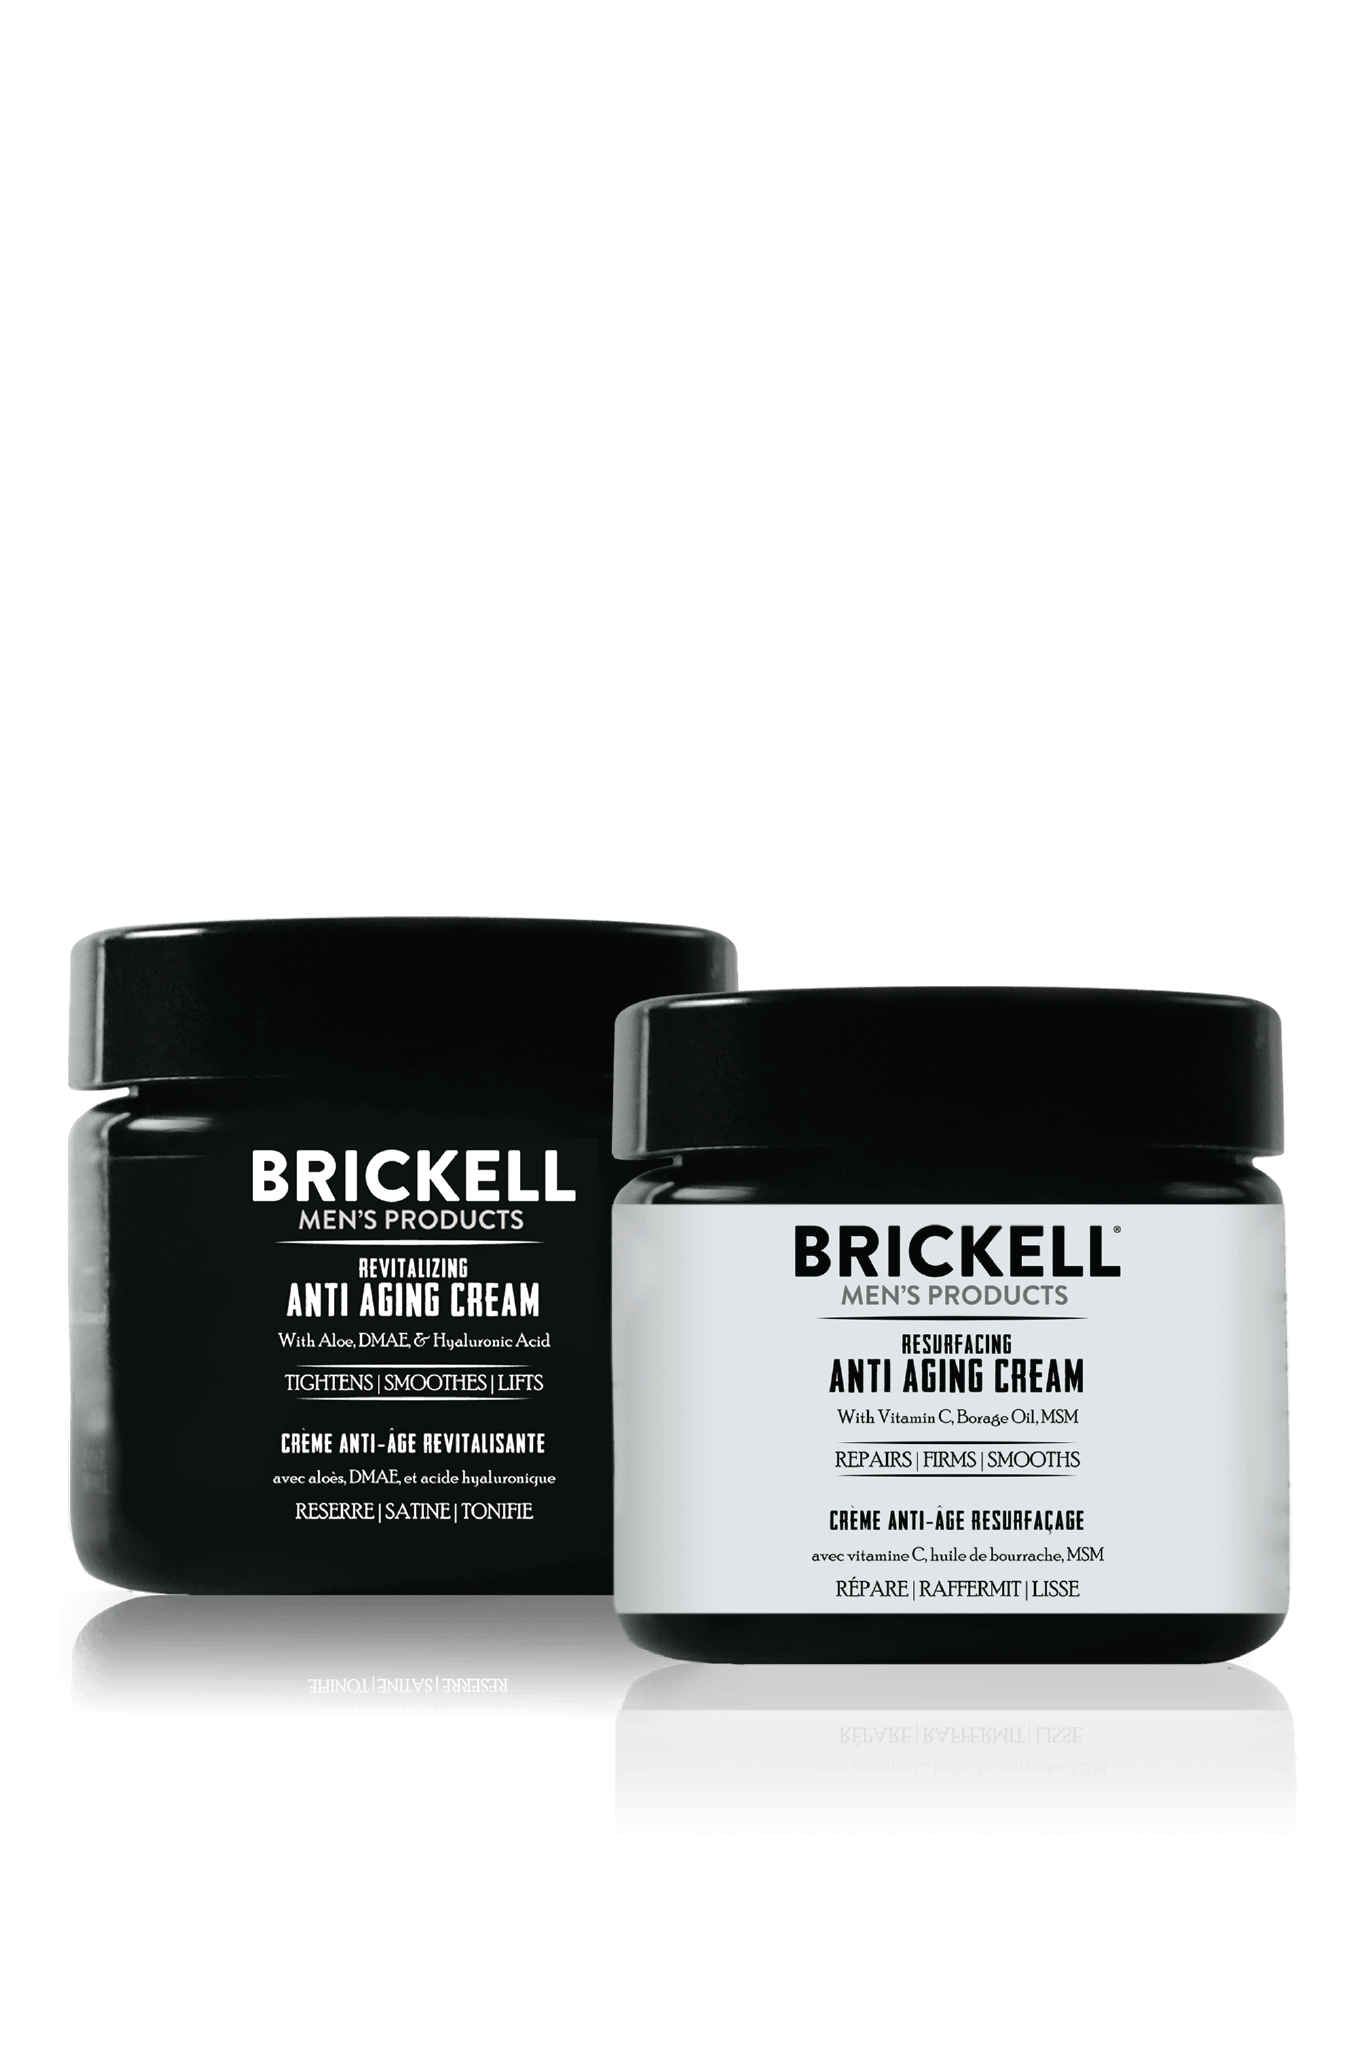 BRICKELL
MEN'S PRODUCTS
REVITALIZING
ANTI AGING CREAM
With Aloe, DMAE, & Hyaluronic Acid
TIGHTENS | SMOOTHES | LIFTS
CRÈME ANTI-ÂGE REVITALISANTE
avec aloès, DMAE, et acide hyaluronique
RESERRE | SATINE | TONIFIE
BRICKELL®
MEN'S PRODUCTS
RESURFACING
ANTI AGING CREAM
With Vitamin C, Borage Oil, MSM
REPAIRS | FIRMS | SMOOTHS
CRÈME ANTI-ÂGE RESURFAÇAGE
avec vitamine C, huile de bourrache, MSM
RÉPARE | RAFFERMIT | LISSE